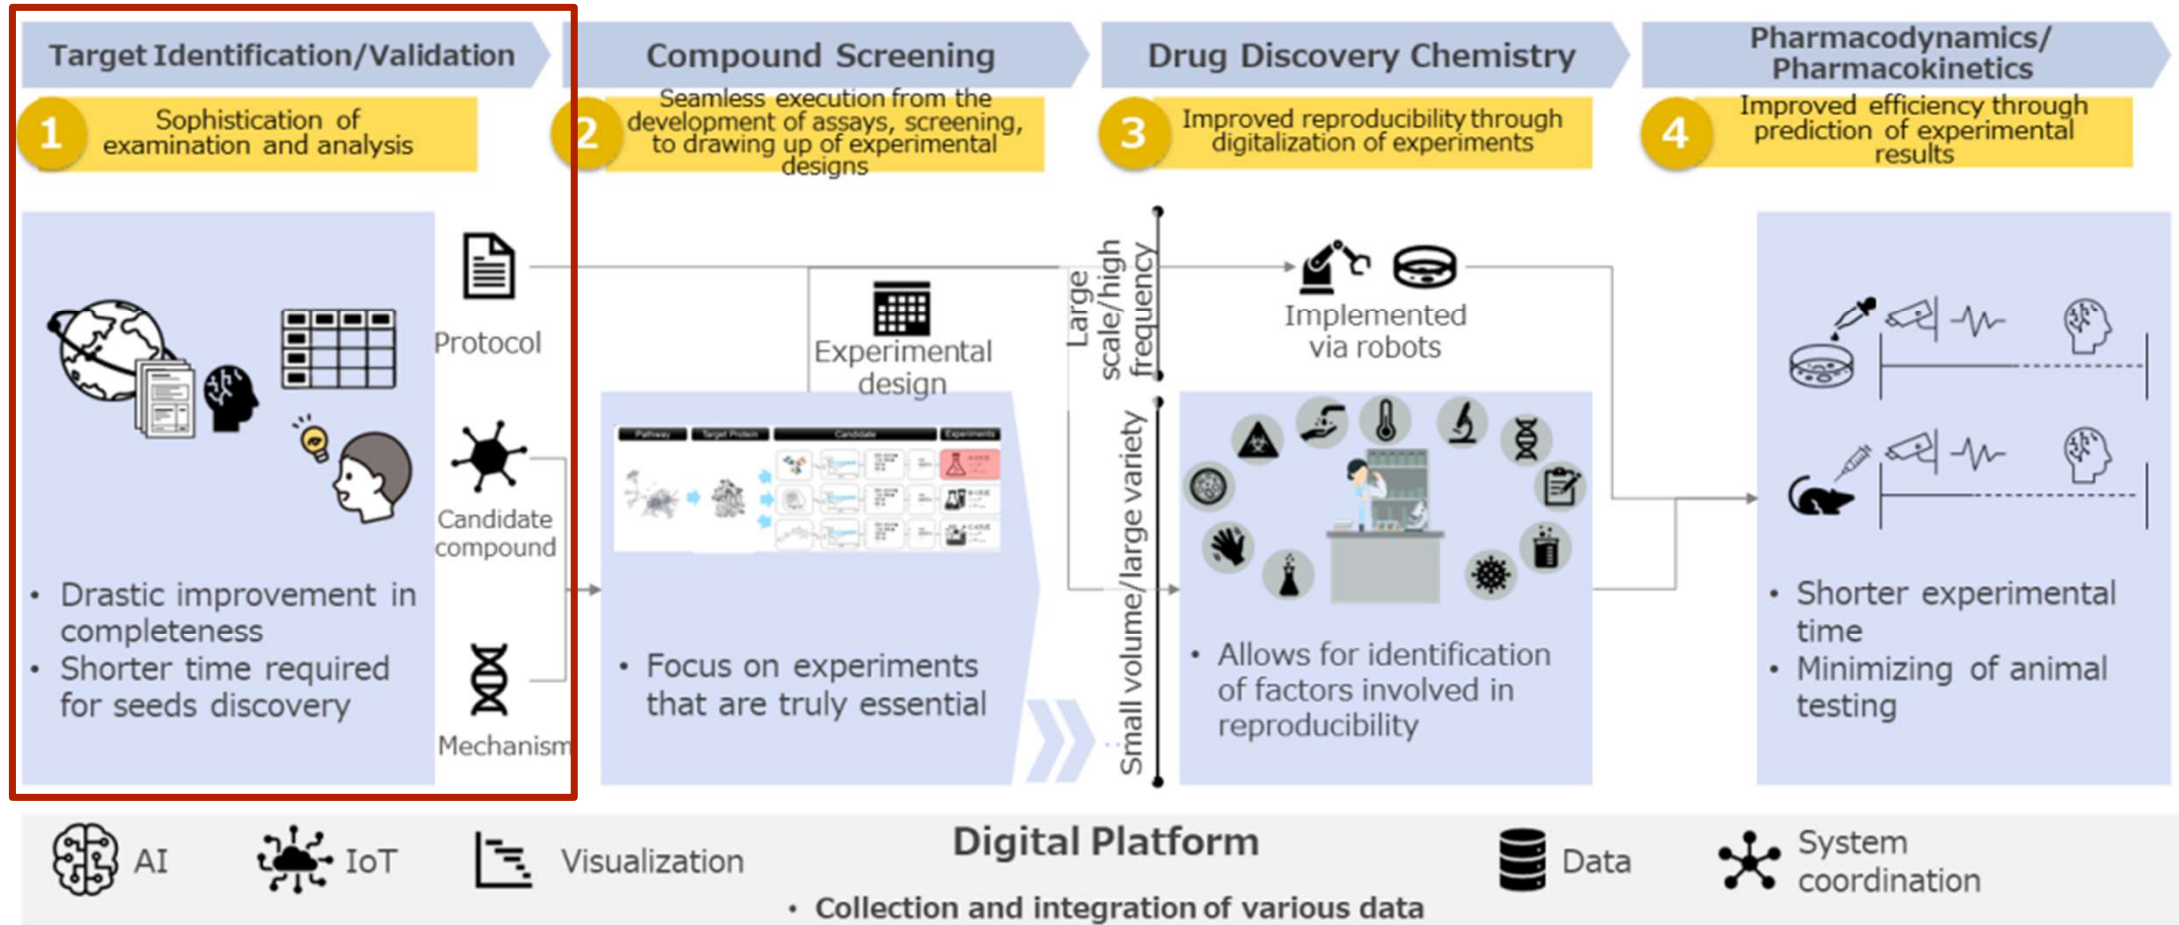 Target Identification/Validation
Compound Screening
Drug Discovery Chemistry
Pharmacodynamics/
Pharmacokinetics
1
Sophistication of
examination and analysis
2
Seamless execution from the
development of assays, screening,
to drawing up of experimental
designs
3
Improved reproducibility through
digitalization of experiments
4
Improved efficiency through
prediction of experimental
results
Protocol
Candidate
compound
Mechanism
• Drastic improvement in
completeness
• Shorter time required
for seeds discovery
Experimental
design
Pathway
Target Protein
Candidate
Experiments
• Focus on experiments
that are truly essential
Large
scale/high
frequency
Small volume/large variety
Implemented
via robots
• Allows for identification
of factors involved in
reproducibility
• Shorter experimental
time
• Minimizing of animal
testing
Digital Platform
AI
IoT
Visualization
Data
System
coordination
• Collection and integration of various data